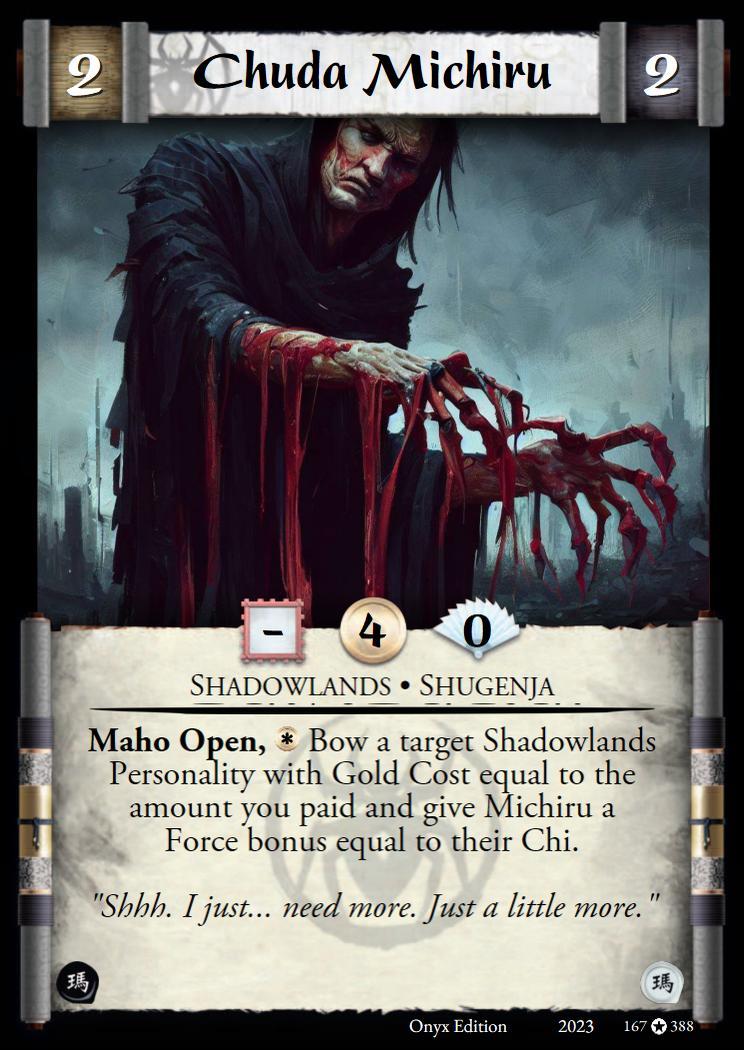 2 Chuda Michiru 2
- 4 0
SHADOWLANDS • SHUGENJA
Maho Open, * Bow a target Shadowlands
Personality with Gold Cost equal to the
amount you paid and give Michiru a
Force bonus equal to their Chi.
"Shhh. I just... need more. Just a little more."
瑪 瑪
Onyx Edition 2023 167 ✪ 388